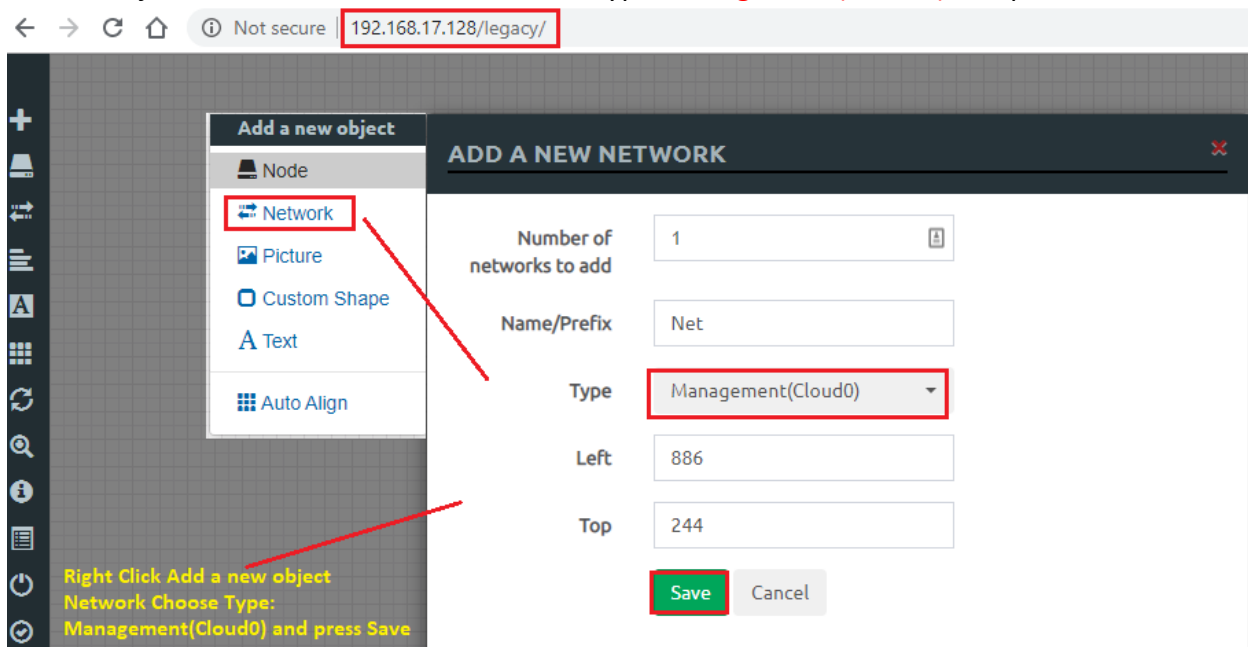 Not secure | 192.168.17.128/legacy/
Add a new object
Node
Network
Picture
Custom Shape
A Text
Auto Align
ADD A NEW NETWORK
Number of
networks to add
1
Name/Prefix
Net
Type
Management(Cloud0)
Left
886
Top
244
Save
Cancel
Right Click Add a new object
Network Choose Type:
Management(Cloud0) and press Save